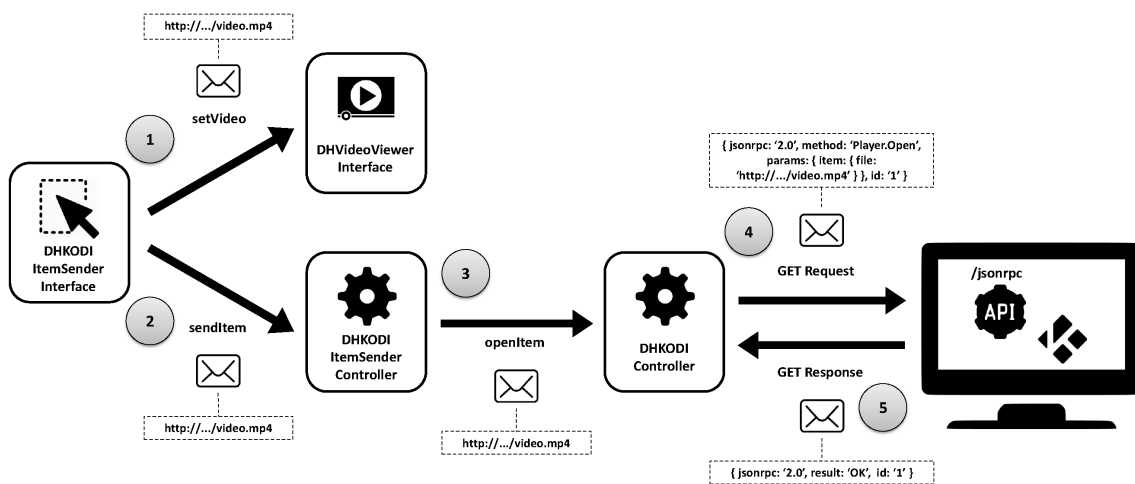 http://.../video.mp4
setVideo
1
DHVideoViewer
Interface
DHKODI
ItemSender
Interface
2
sendItem
http://.../video.mp4
DHKODI
ItemSender
Controller
3
openItem
http://.../video.mp4
DHKODI
Controller
{ jsonrpc: ‘2.0’, method: ‘Player.Open’,
params: { item: { file:
‘http://.../video.mp4’ } }, id: ‘1’ }
4
GET Request
/jsonrpc
API
GET Response
5
{ jsonrpc: ‘2.0’, result: ‘OK’, id: ‘1’ }